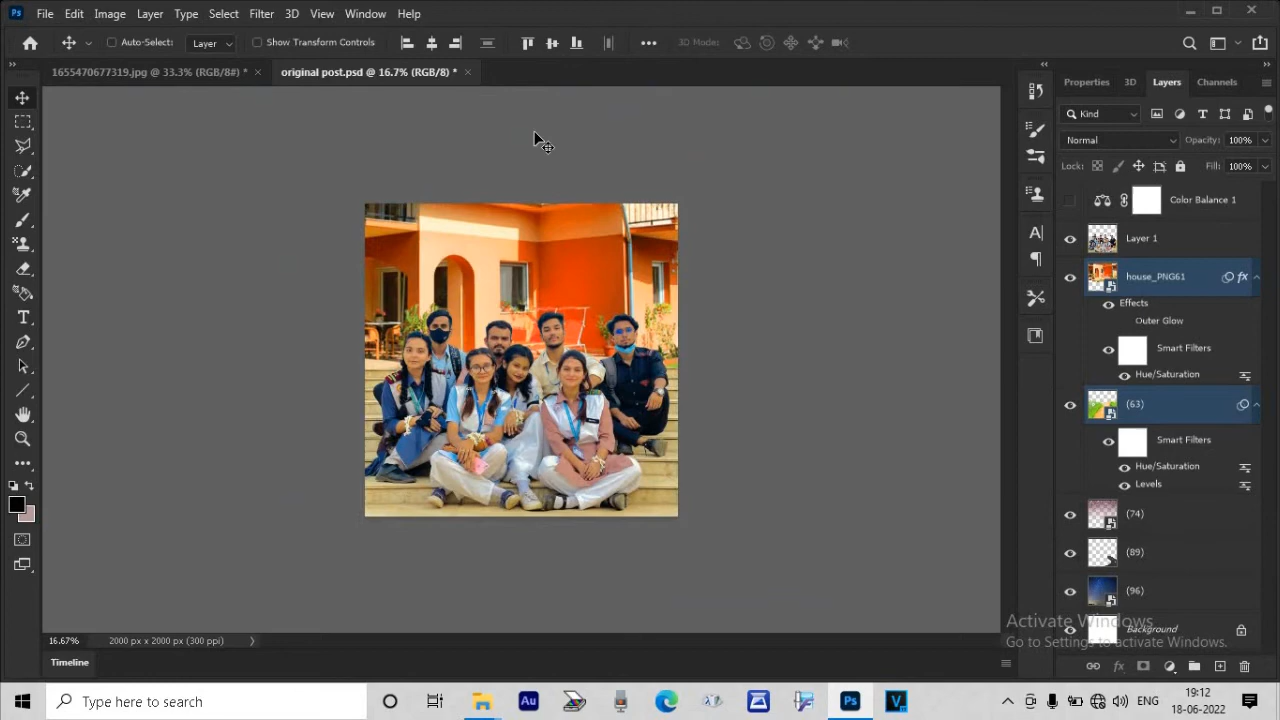 Ps File Edit Image Layer Type Select Filter 3D View Window Help
Auto-Select: Layer Show Transform Controls 3D Mode:
1655470677319.jpg @ 33.3% (RGB/8#) * × original post.psd @ 16.7% (RGB/8) * ×
Properties 3D Layers Channels
Kind
Normal Opacity: 100%
Lock: Fill: 100%
Color Balance 1
Layer 1
house_PNG61 fx
Effects
Outer Glow
Smart Filters
Hue/Saturation
(63)
Smart Filters
Hue/Saturation
Levels
(74)
(89)
(96)
Background
Activate Windows
Go to Settings to activate Windows.
16.67% 2000 px x 2000 px (300 ppi)
Timeline
Type here to search
Au
Ps
V
ENG
19:12
18-06-2022